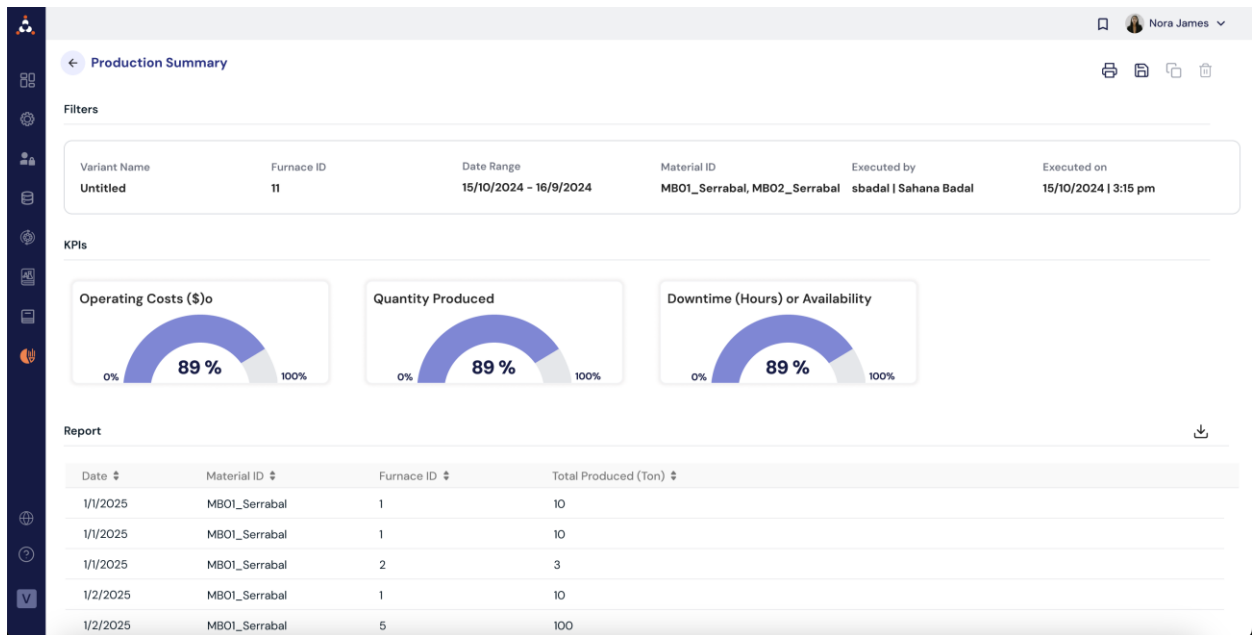 Nora James
Production Summary
Filters
Variant Name Furnace ID Date Range Material ID Executed by Executed on
Untitled 11 15/10/2024 - 16/9/2024 MB01_Serrabal, MB02_Serrabal sbadal | Sahana Badal 15/10/2024 | 3:15 pm
KPIs
Operating Costs ($)o Quantity Produced Downtime (Hours) or Availability
89 % 89 % 89 %
0% 100% 0% 100% 0% 100%
Report
Date Material ID Furnace ID Total Produced (Ton)
1/1/2025 MB01_Serrabal 1 10
1/1/2025 MB01_Serrabal 1 10
1/1/2025 MB01_Serrabal 2 3
1/2/2025 MB01_Serrabal 1 10
1/2/2025 MB01_Serrabal 5 100
V